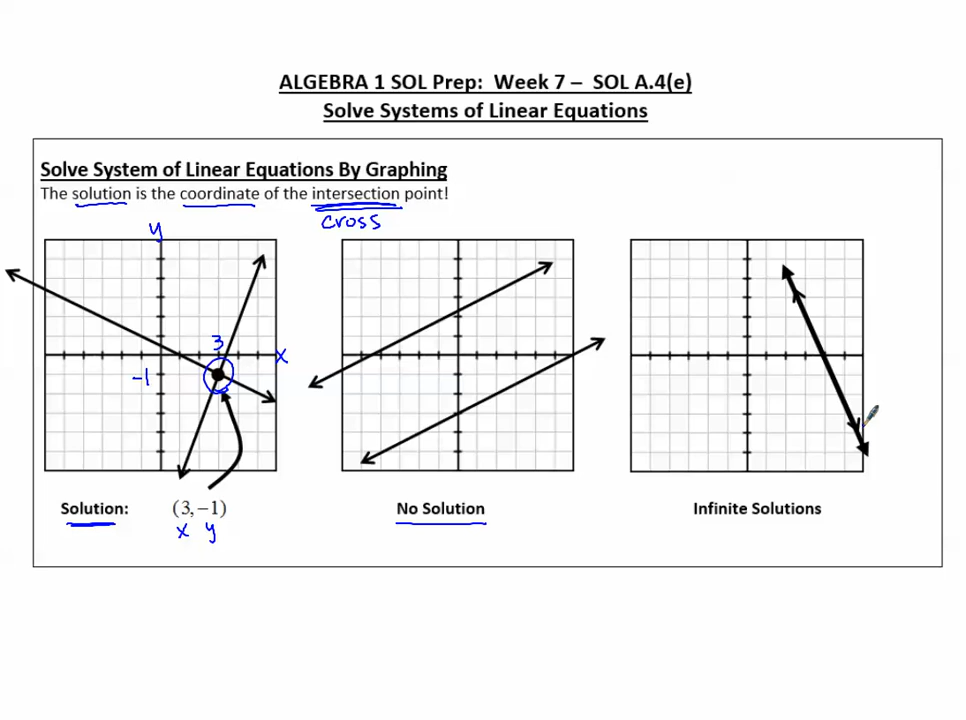 ALGEBRA 1 SOL Prep: Week 7 – SOL A.4(e)
Solve Systems of Linear Equations
Solve System of Linear Equations By Graphing
The solution is the coordinate of the intersection point!
cross
y
3
x
-1
Solution: (3,−1)
x y
No Solution
Infinite Solutions